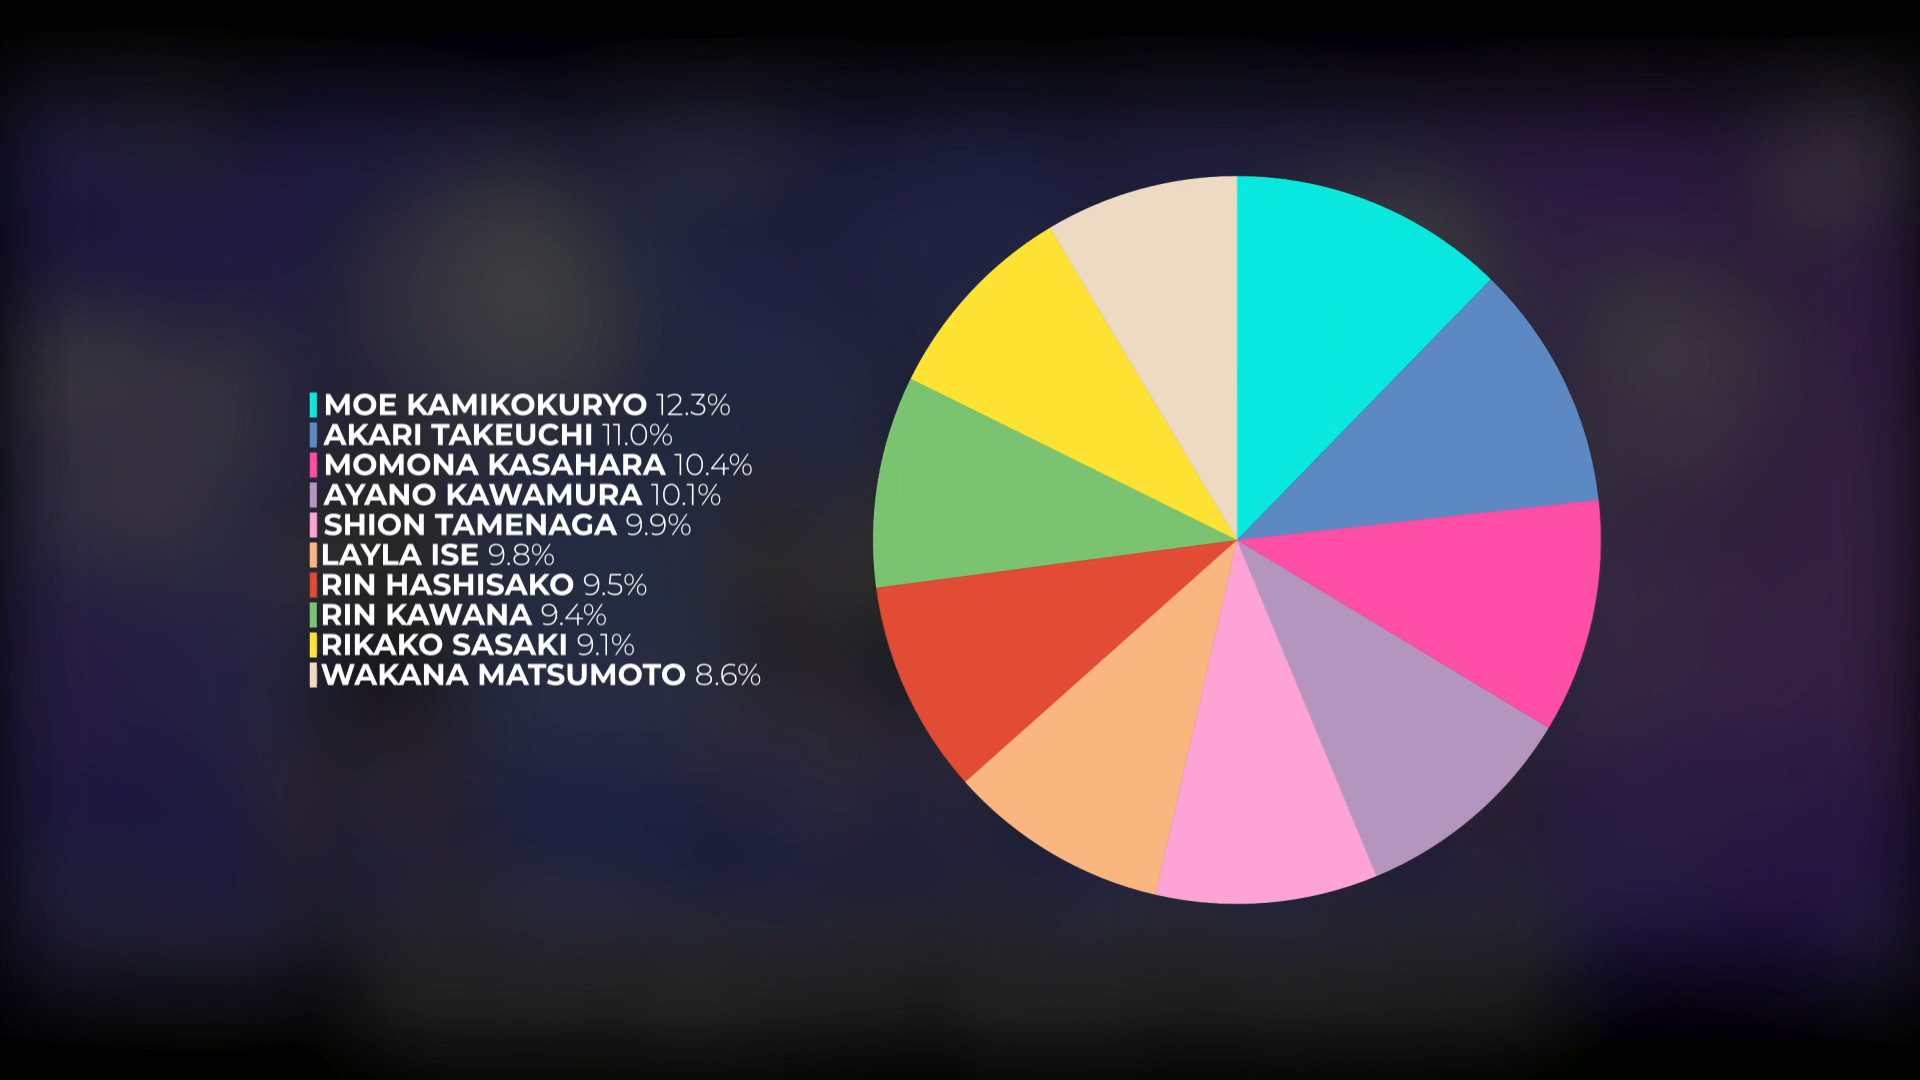 MOE KAMIKOKURYO 12.3%
AKARI TAKEUCHI 11.0%
MOMONA KASAHARA 10.4%
AYANO KAWAMURA 10.1%
SHION TAMENAGA 9.9%
LAYLA ISE 9.8%
RIN HASHISAKO 9.5%
RIN KAWANA 9.4%
RIKAKO SASAKI 9.1%
WAKANA MATSUMOTO 8.6%